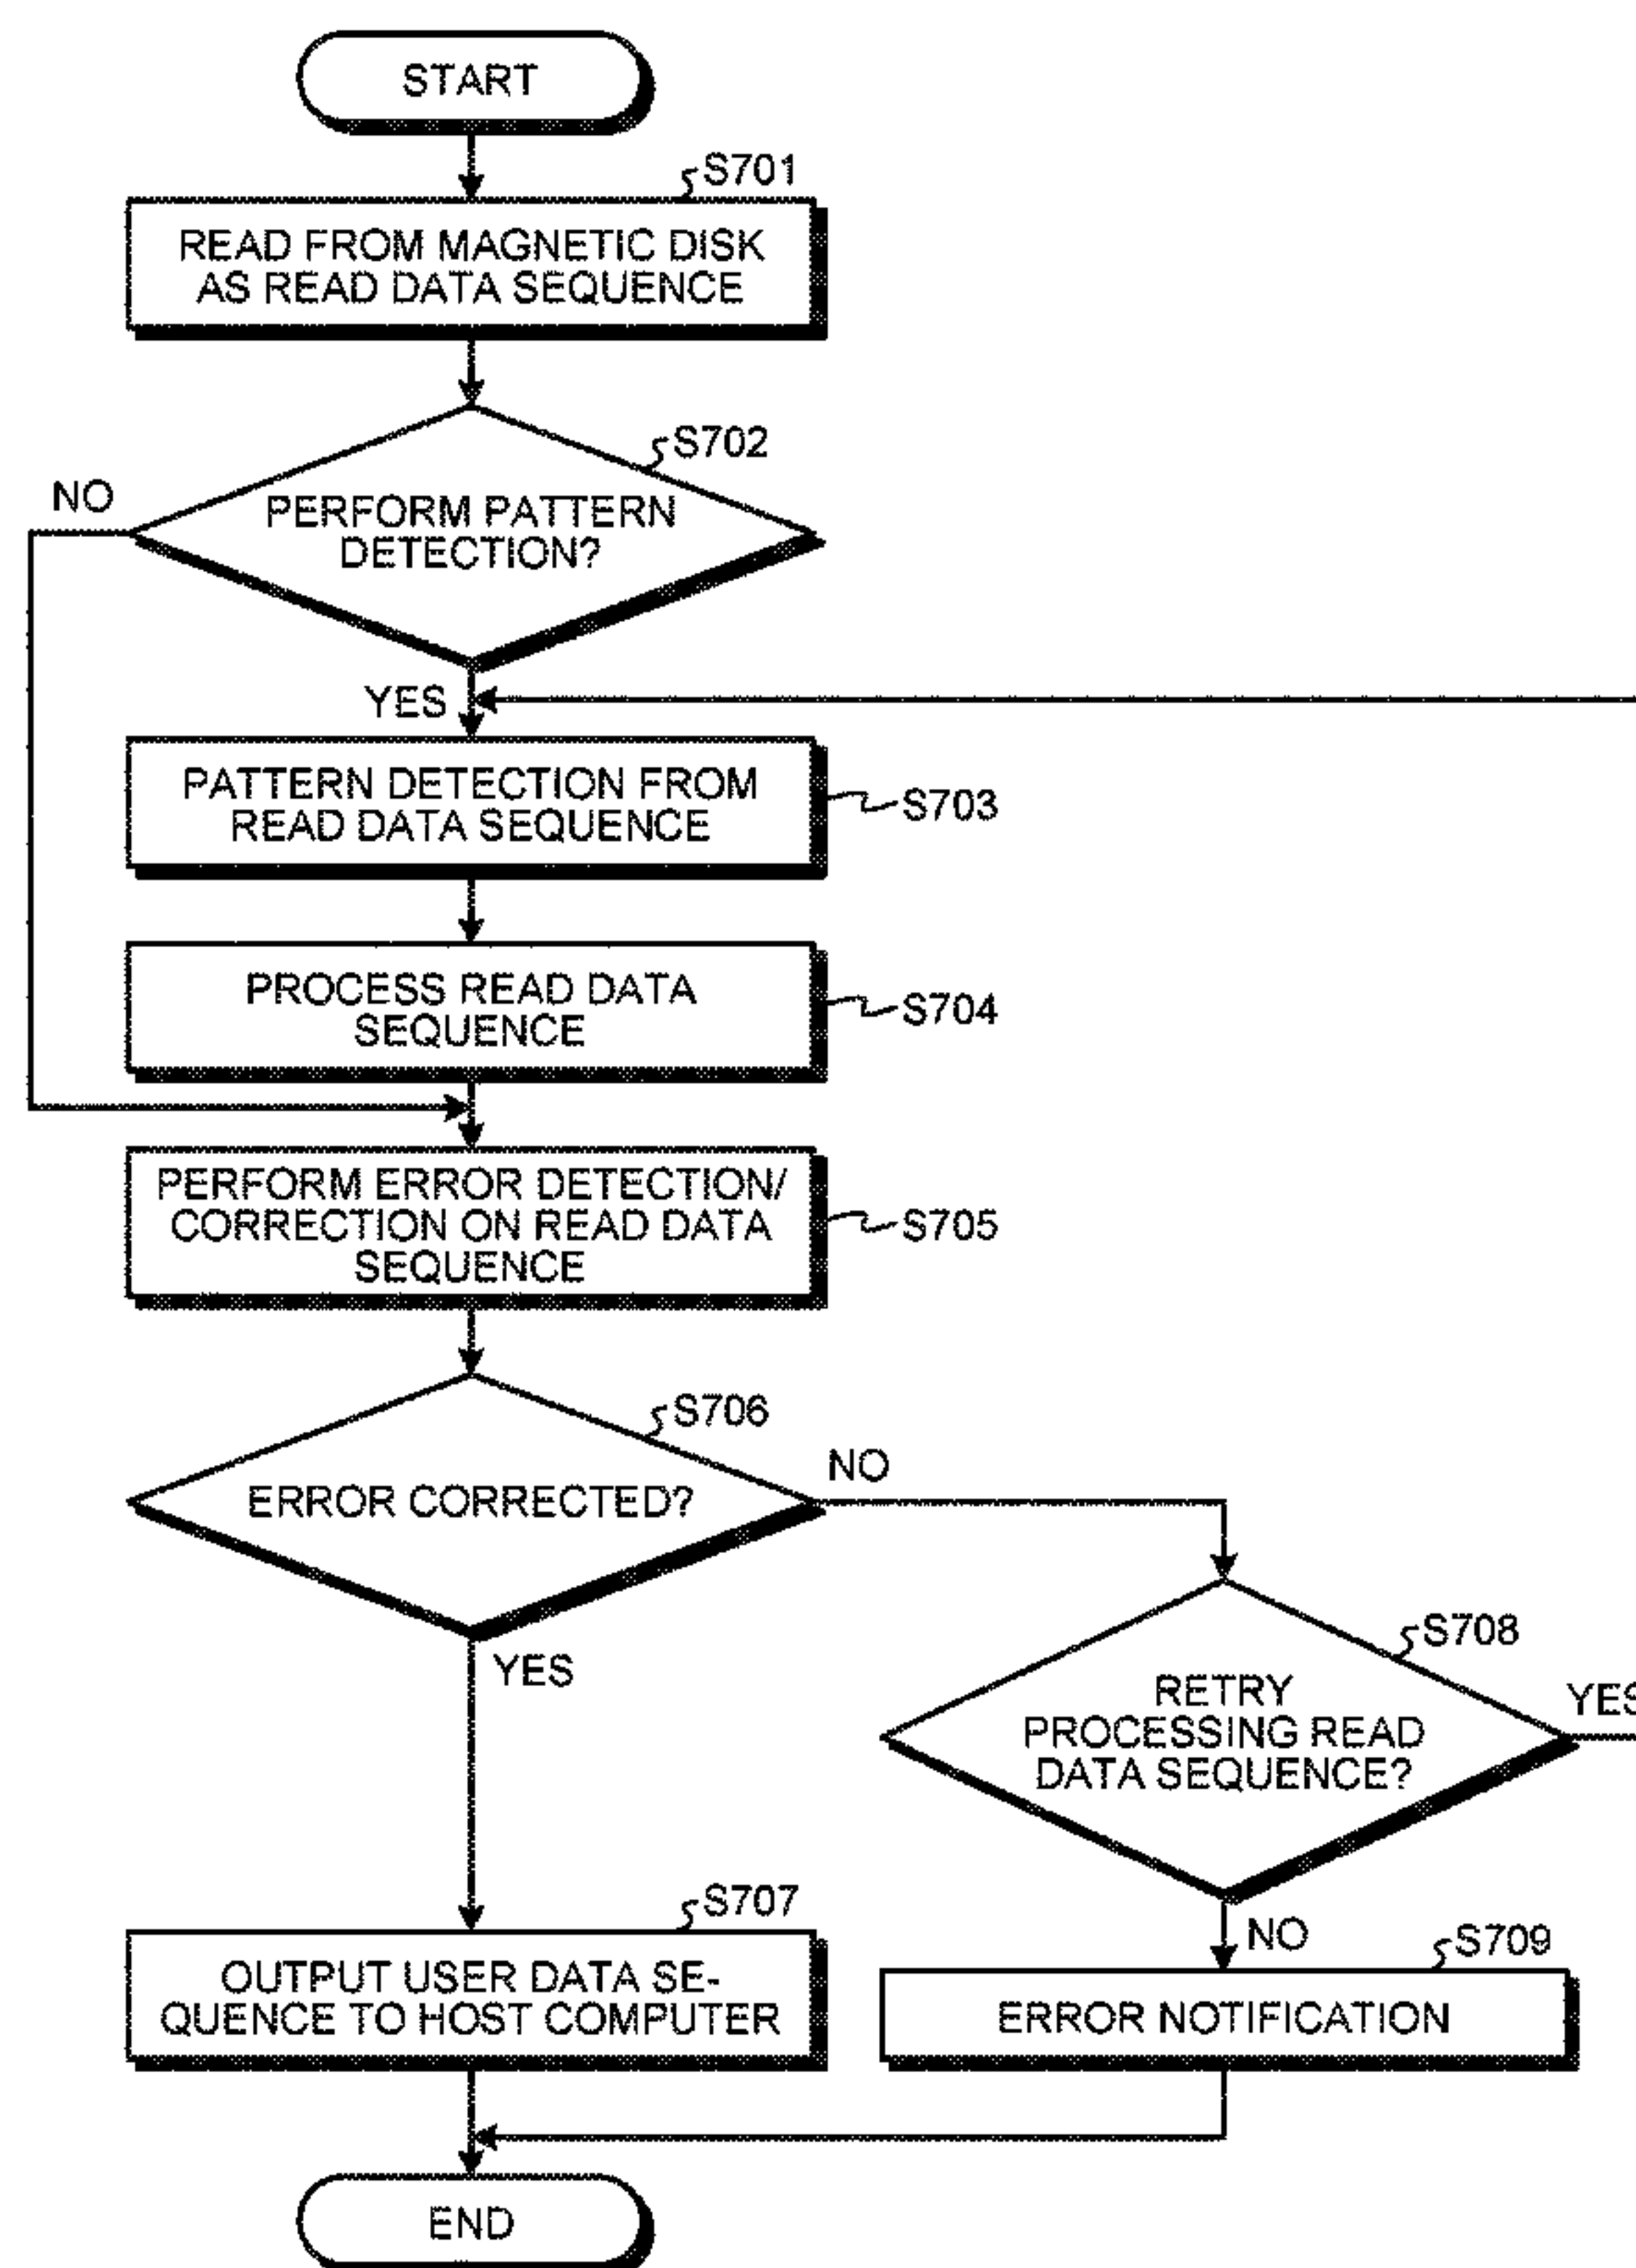 START
S701
READ FROM MAGNETIC DISK
AS READ DATA SEQUENCE
S702
NO
PERFORM PATTERN
DETECTION?
YES
PATTERN DETECTION FROM
READ DATA SEQUENCE
S703
PROCESS READ DATA
SEQUENCE
S704
PERFORM ERROR DETECTION/
CORRECTION ON READ DATA
SEQUENCE
S705
S706
NO
ERROR CORRECTED?
YES
S708
RETRY
PROCESSING READ
DATA SEQUENCE?
YES
S707
OUTPUT USER DATA SE-
QUENCE TO HOST COMPUTER
NO
S709
ERROR NOTIFICATION
END